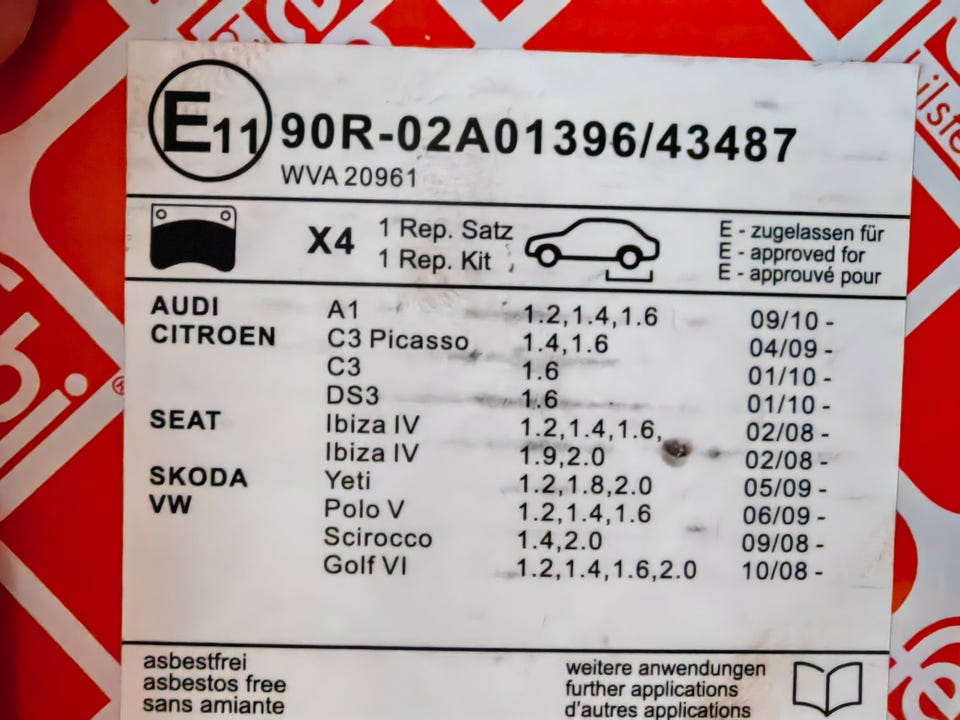 E11 90R-02A01396/43487
WVA 20961
X4
1 Rep. Satz
1 Rep. Kit
E - zugelassen für
E - approved for
E - approuvé pour
AUDI A1 1.2,1.4,1.6 09/10 -
CITROEN C3 Picasso 1.4,1.6 04/09 -
C3 1.6 01/10 -
DS3 1.6 01/10 -
SEAT Ibiza IV 1.2,1.4,1.6, 02/08 -
Ibiza IV 1.9,2.0 02/08 -
SKODA Yeti 1.2,1.8,2.0 05/09 -
VW Polo V 1.2,1.4,1.6 06/09 -
Scirocco 1.4,2.0 09/08 -
Golf VI 1.2,1.4,1.6,2.0 10/08 -
asbestfrei
asbestos free
sans amiante
weitere anwendungen
further applications
d'autres applications